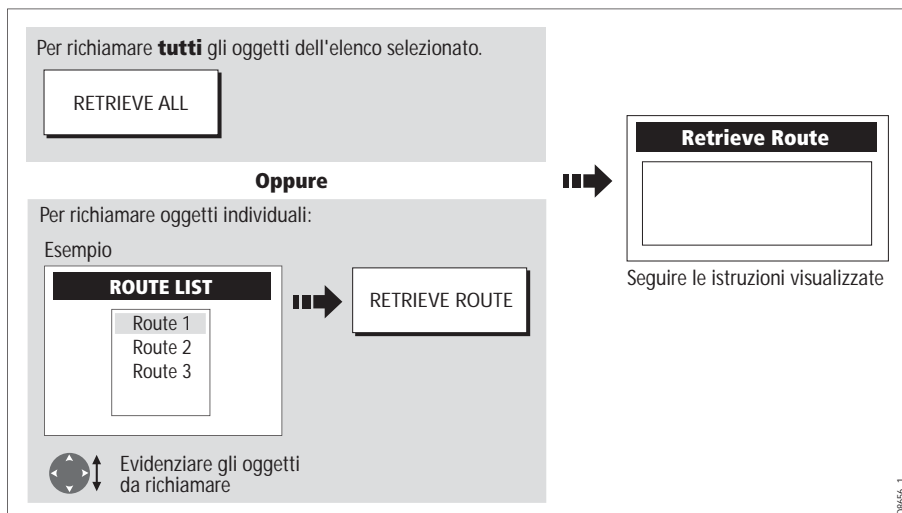 Per richiamare tutti gli oggetti dell'elenco selezionato.
RETRIEVE ALL
Oppure
Per richiamare oggetti individuali:
Esempio
ROUTE LIST
Route 1
Route 2
Route 3
RETRIEVE ROUTE
Evidenziare gli oggetti
da richiamare
Retrieve Route
Seguire le istruzioni visualizzate